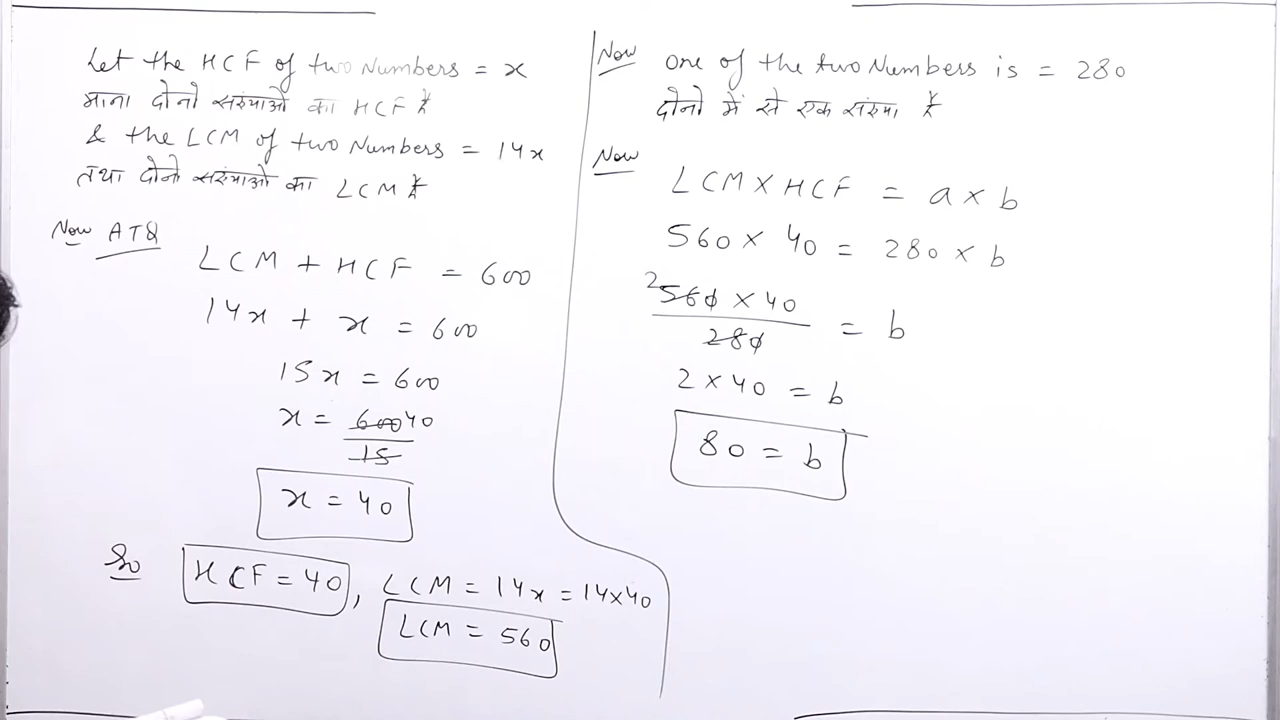 Let the HCF of two Numbers = x
माना दोनो संख्याओ का HCF
& the LCM of two Numbers = 14x
तथा दोनो संख्याओ का LCM
Now ATQ
LCM + HCF = 600
14x + x = 600
15x = 600
x = 600 40
15
x = 40
So HCF = 40, LCM = 14x = 14x40
LCM = 560
Now One of the two Numbers is = 280
दोनो में से एक संख्या
Now
LCM X HCF = a x b
560 x 40 = 280 x b
2 560 x 40
280 = b
2 x 40 = b
80 = b